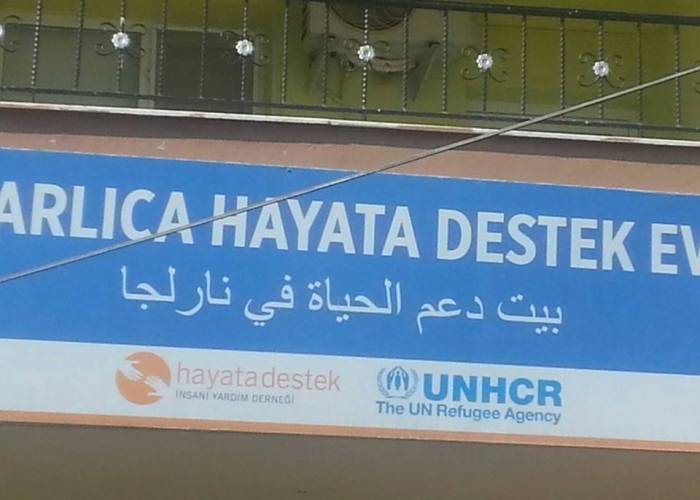 ARLICA HAYATA DESTEK EV
بيت دعم الحياة في نارلجا
hayatadestek
İNSANİ YARDIM DERNEĞİ
UNHCR
The UN Refugee Agency